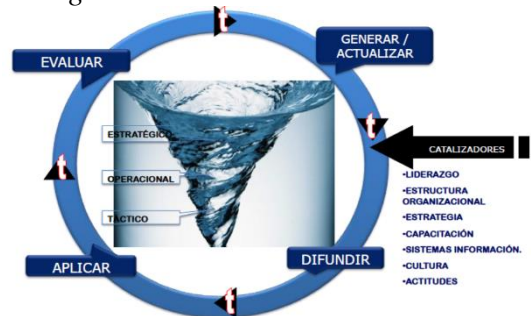 t
GENERAR /
ACTUALIZAR
EVALUAR
t
ESTRATÉGICO
CATALIZADORES
•LIDERAZGO
•ESTRUCTURA
ORGANIZACIONAL
•ESTRATEGIA
•CAPACITACIÓN
•SISTEMAS INFORMACIÓN.
•CULTURA
•ACTITUDES
t
OPERACIONAL
TÁCTICO
DIFUNDIR
APLICAR
t